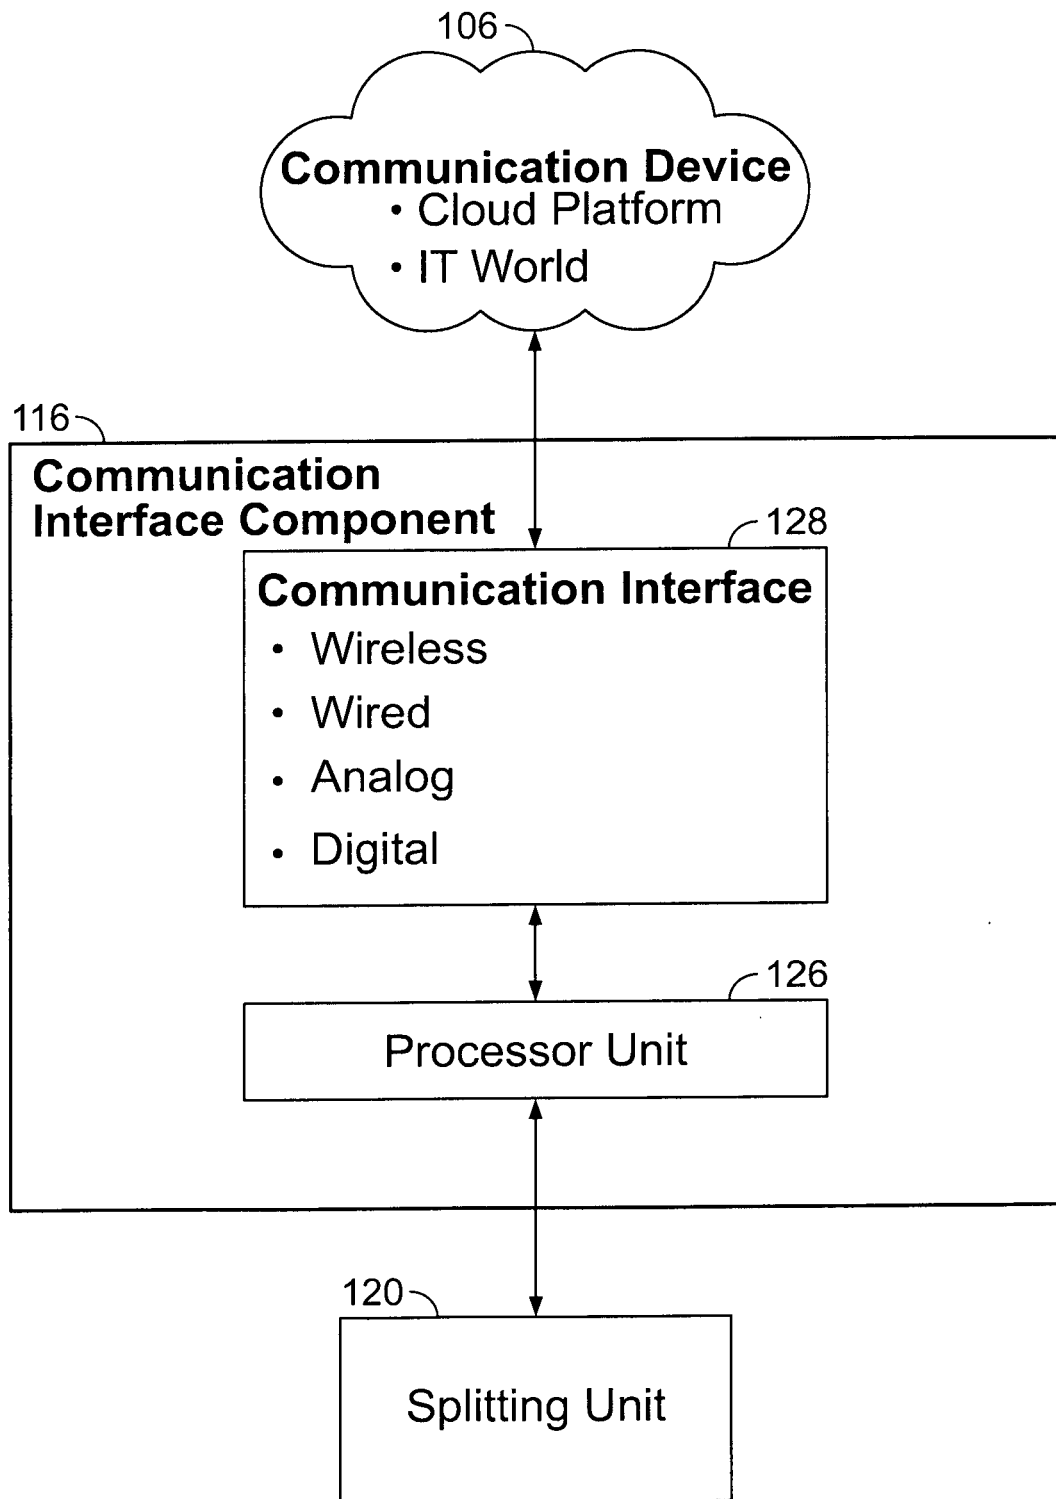 106
Communication Device
• Cloud Platform
• IT World
116
Communication
Interface Component
128
Communication Interface
• Wireless
• Wired
• Analog
• Digital
126
Processor Unit
120
Splitting Unit